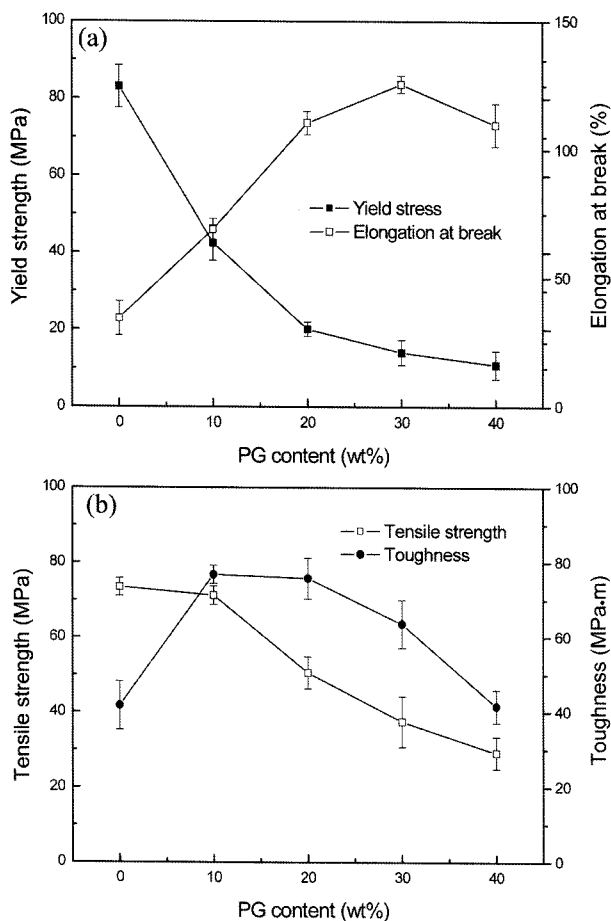 (a)
100
80
60
40
20
0
Yield strength (MPa)
150
100
50
0
Elongation at break (%)
Yield stress
Elongation at break
0 10 20 30 40
PG content (wt%)
(b)
100
80
60
40
20
0
Tensile strength (MPa)
100
80
60
40
20
0
Toughness (MPa•m)
Tensile strength
Toughness
0 10 20 30 40
PG content (wt%)